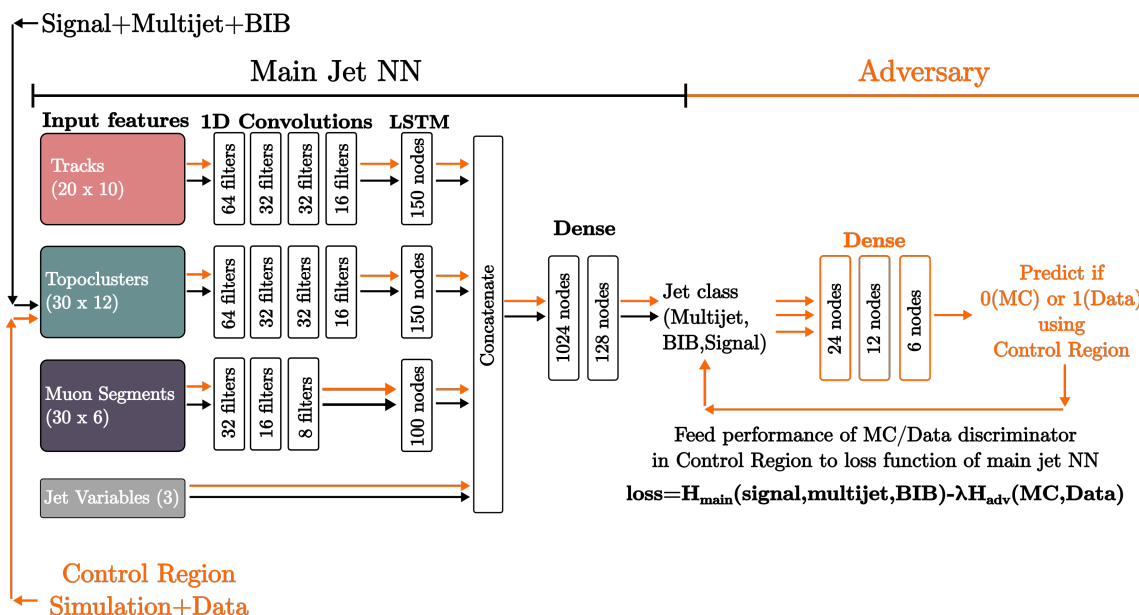 Signal+Multijet+BIB
Main Jet NN
Adversary
Input features
1D Convolutions
LSTM
Tracks
(20 x 10)
64 filters
32 filters
32 filters
16 filters
150 nodes
Topoclusters
(30 x 12)
64 filters
32 filters
32 filters
16 filters
150 nodes
Muon Segments
(30 x 6)
32 filters
16 filters
8 filters
100 nodes
Jet Variables (3)
Concatenate
Dense
1024 nodes
128 nodes
Jet class
(Multijet,
BIB,Signal)
Dense
24 nodes
12 nodes
6 nodes
Predict if
0(MC) or 1(Data)
using
Control Region
Feed performance of MC/Data discriminator
in Control Region to loss function of main jet NN
loss=H_main(signal,multijet,BIB)-λH_adv(MC,Data)
Control Region
Simulation+Data